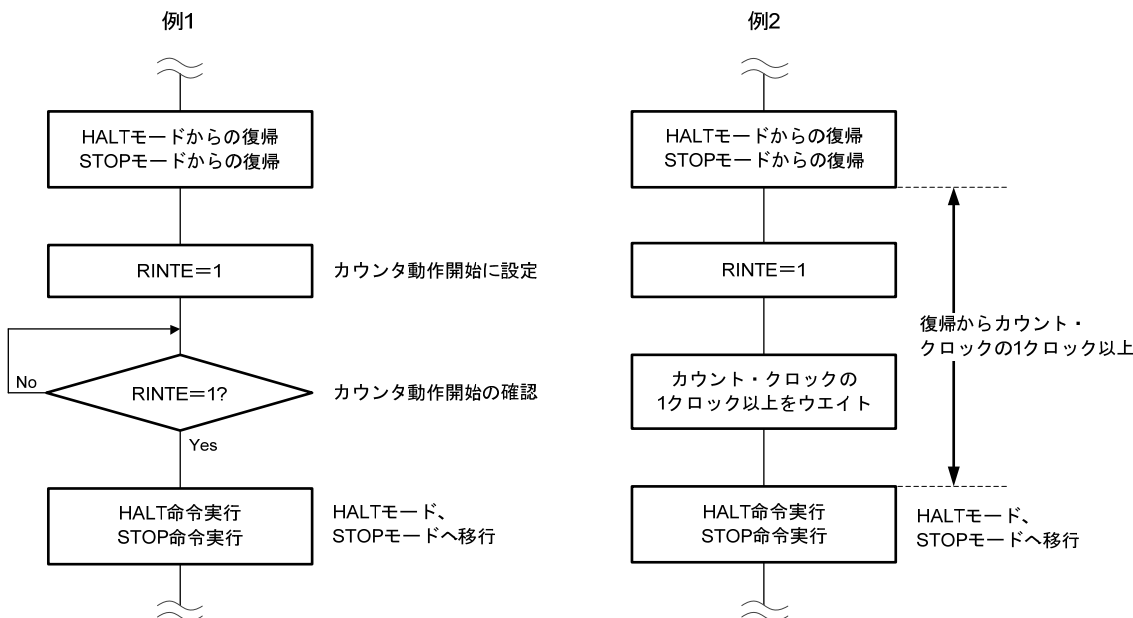 例1
HALTモードからの復帰
STOPモードからの復帰
RINTE＝1
カウンタ動作開始に設定
No
RINTE＝1?
カウンタ動作開始の確認
Yes
HALT命令実行
STOP命令実行
HALTモード、
STOPモードへ移行
例2
HALTモードからの復帰
STOPモードからの復帰
RINTE＝1
カウント・クロックの
1クロック以上をウエイト
復帰からカウント・
クロックの1クロック以上
HALT命令実行
STOP命令実行
HALTモード、
STOPモードへ移行